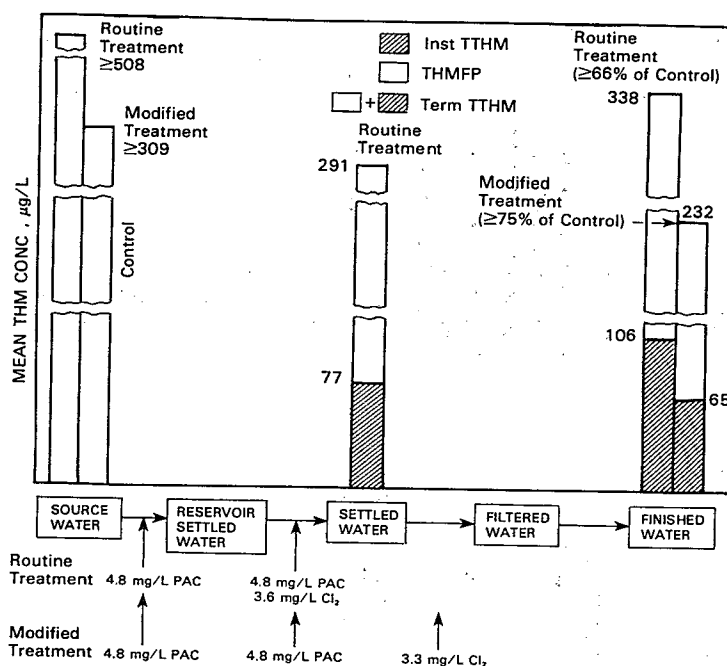 Routine
Treatment
≥508
Modified
Treatment
≥309
Control
MEAN THM CONC, µg/L
Inst TTHM
THMFP
+ Term TTHM
Routine
Treatment
291
77
Routine
Treatment
(≥66% of Control)
338
Modified
Treatment
(≥75% of Control)
232
106
65
SOURCE
WATER
RESERVOIR
SETTLED
WATER
SETTLED
WATER
FILTERED
WATER
FINISHED
WATER
Routine
Treatment
4.8 mg/L PAC
4.8 mg/L PAC
3.6 mg/L Cl₂
Modified
Treatment
4.8 mg/L PAC
4.8 mg/L PAC
3.3 mg/L Cl₂